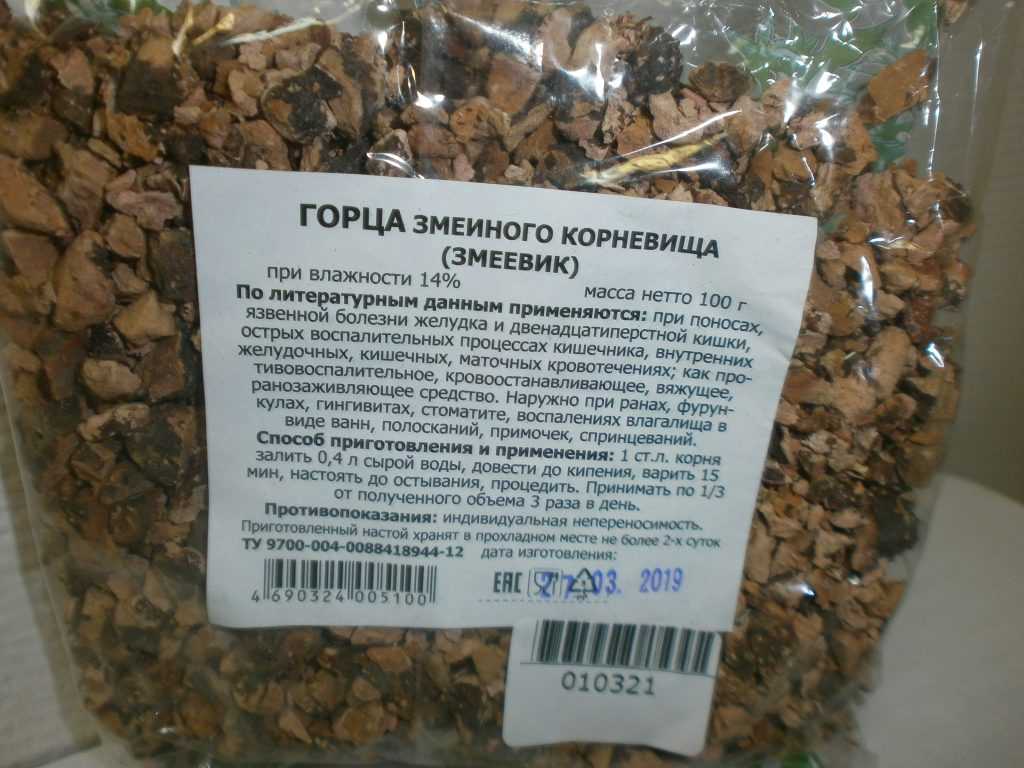 ГОРЦА ЗМЕИНОГО КОРНЕВИЩА
(ЗМЕЕВИК)
при влажности 14% масса нетто 100 г
По литературным данным применяются: при поносах,
язвенной болезни желудка и двенадцатиперстной кишки,
острых воспалительных процессах кишечника, внутренних
желудочных, кишечных, маточных кровотечениях; как про-
тивовоспалительное, кровоостанавливающее, вяжущее,
ранозаживляющее средство. Наружно при ранах, фурун-
кулах, гингивитах, стоматите, воспалениях влагалища в
виде ванн, полосканий, примочек, спринцеваний.
Способ приготовления и применения: 1 ст.л. корня
залить 0,4 л сырой воды, довести до кипения, варить 15
мин, настоять до остывания, процедить. Принимать по 1/3
от полученного объема 3 раза в день.
Противопоказания: индивидуальная непереносимость.
Приготовленный настой хранят в прохладном месте не более 2-х суток
ТУ 9700-004-0088418944-12 дата изготовления:
EAC 27.03. 2019
4 690324 005100
010321